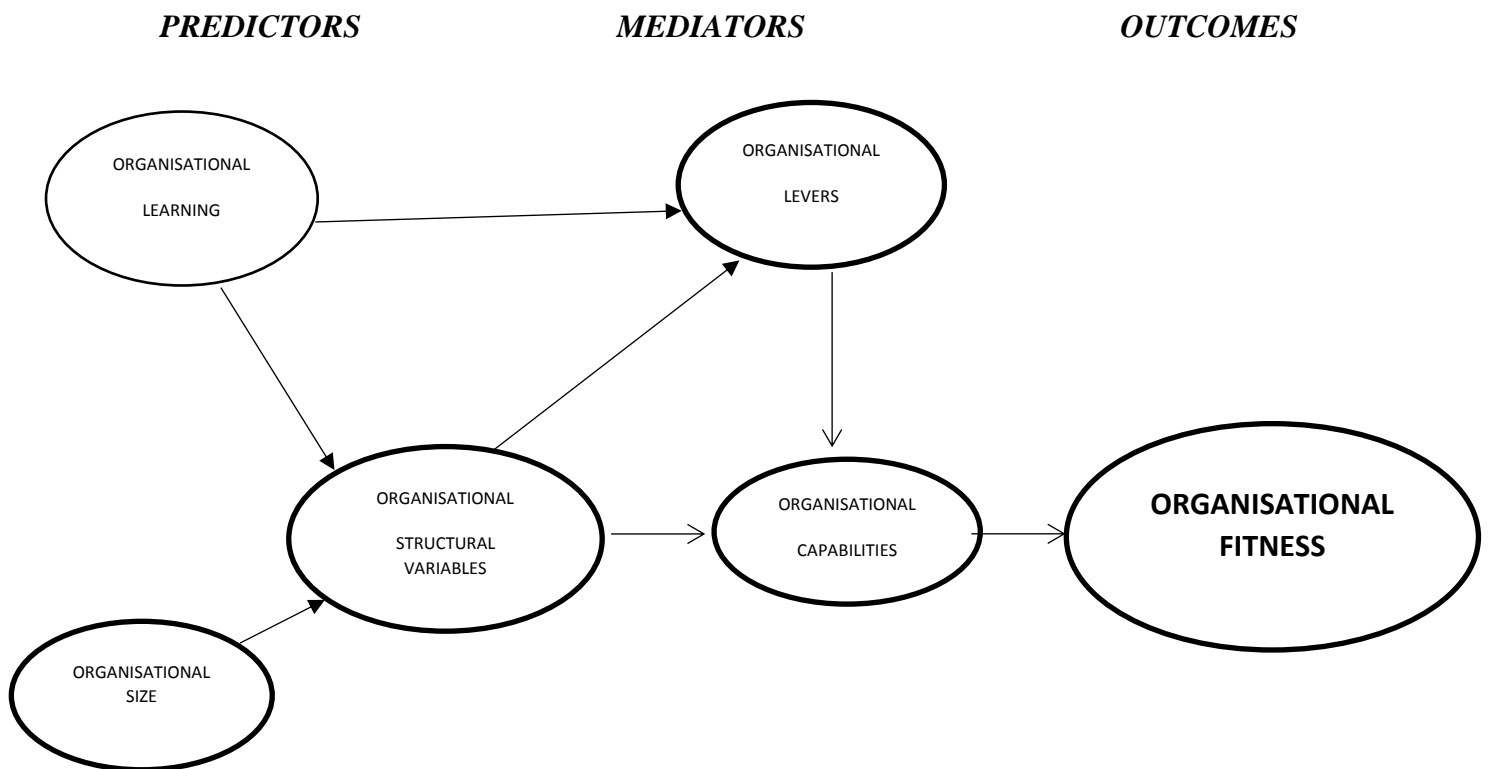 PREDICTORS MEDIATORS OUTCOMES
ORGANISATIONAL
LEARNING
ORGANISATIONAL
LEVERS
ORGANISATIONAL
STRUCTURAL
VARIABLES
ORGANISATIONAL
CAPABILITIES
ORGANISATIONAL
FITNESS
ORGANISATIONAL
SIZE